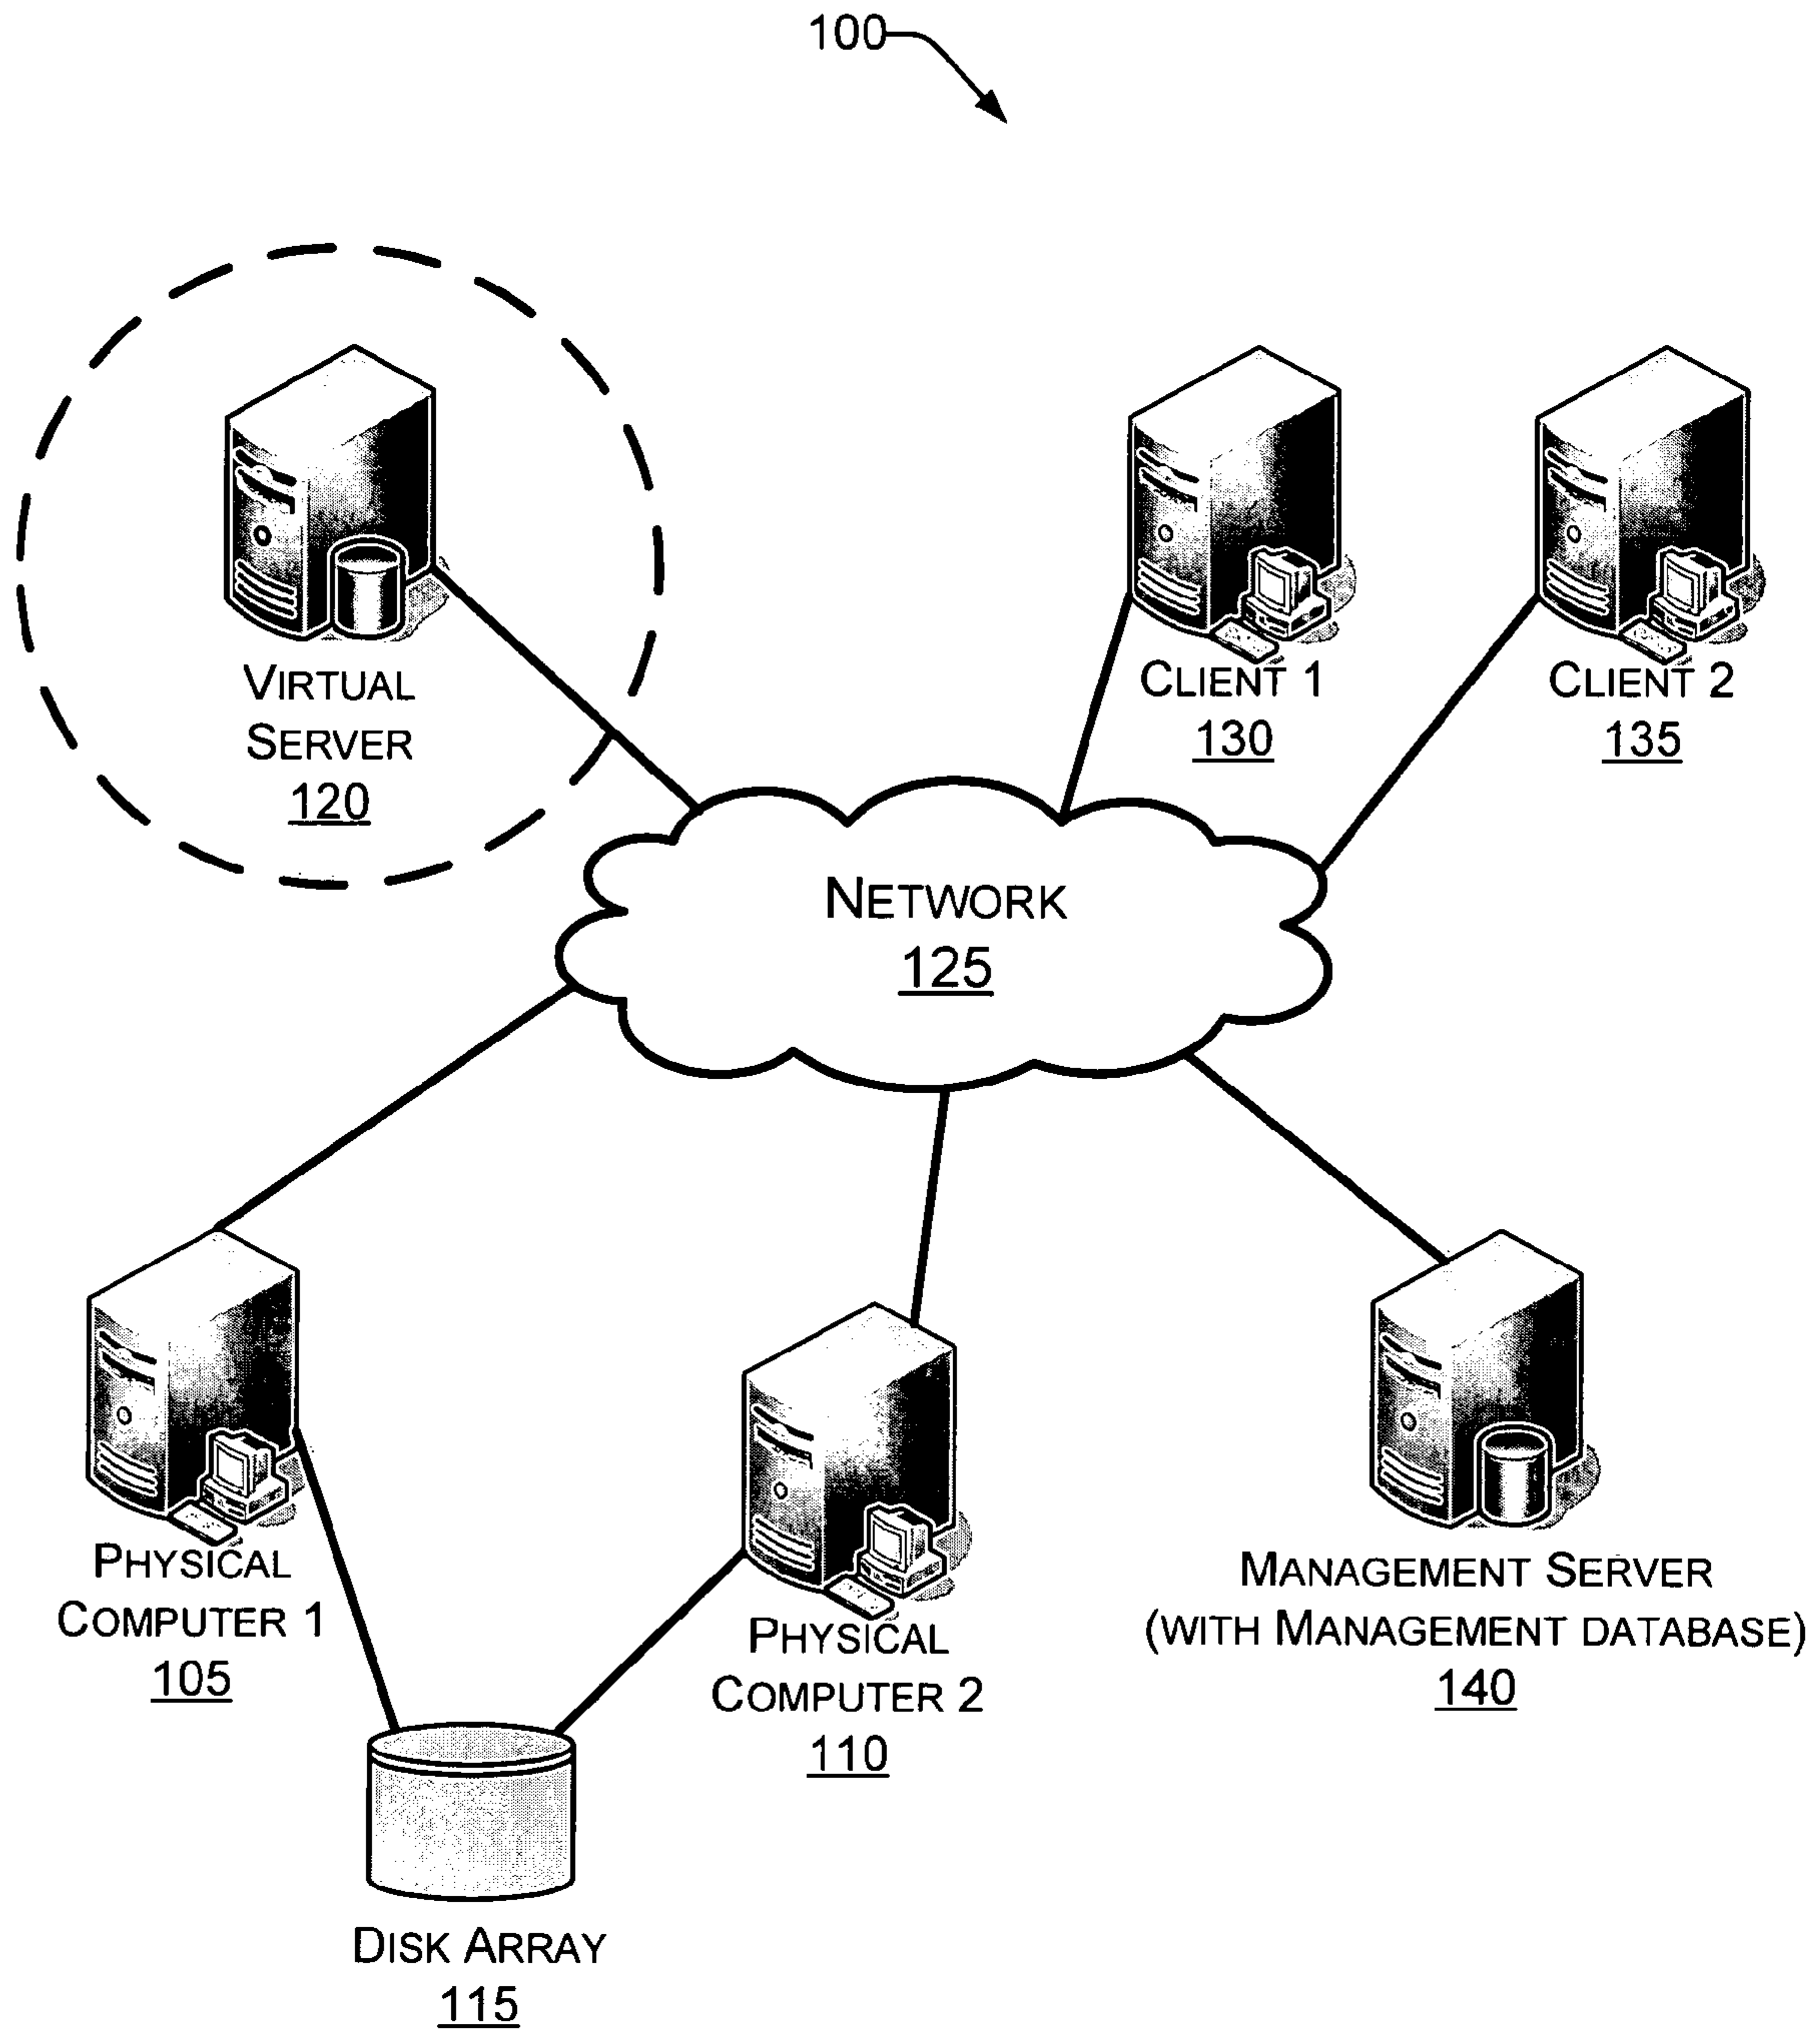 100
VIRTUAL
SERVER
120
CLIENT 1
130
CLIENT 2
135
NETWORK
125
PHYSICAL
COMPUTER 1
105
PHYSICAL
COMPUTER 2
110
MANAGEMENT SERVER
(WITH MANAGEMENT DATABASE)
140
DISK ARRAY
115